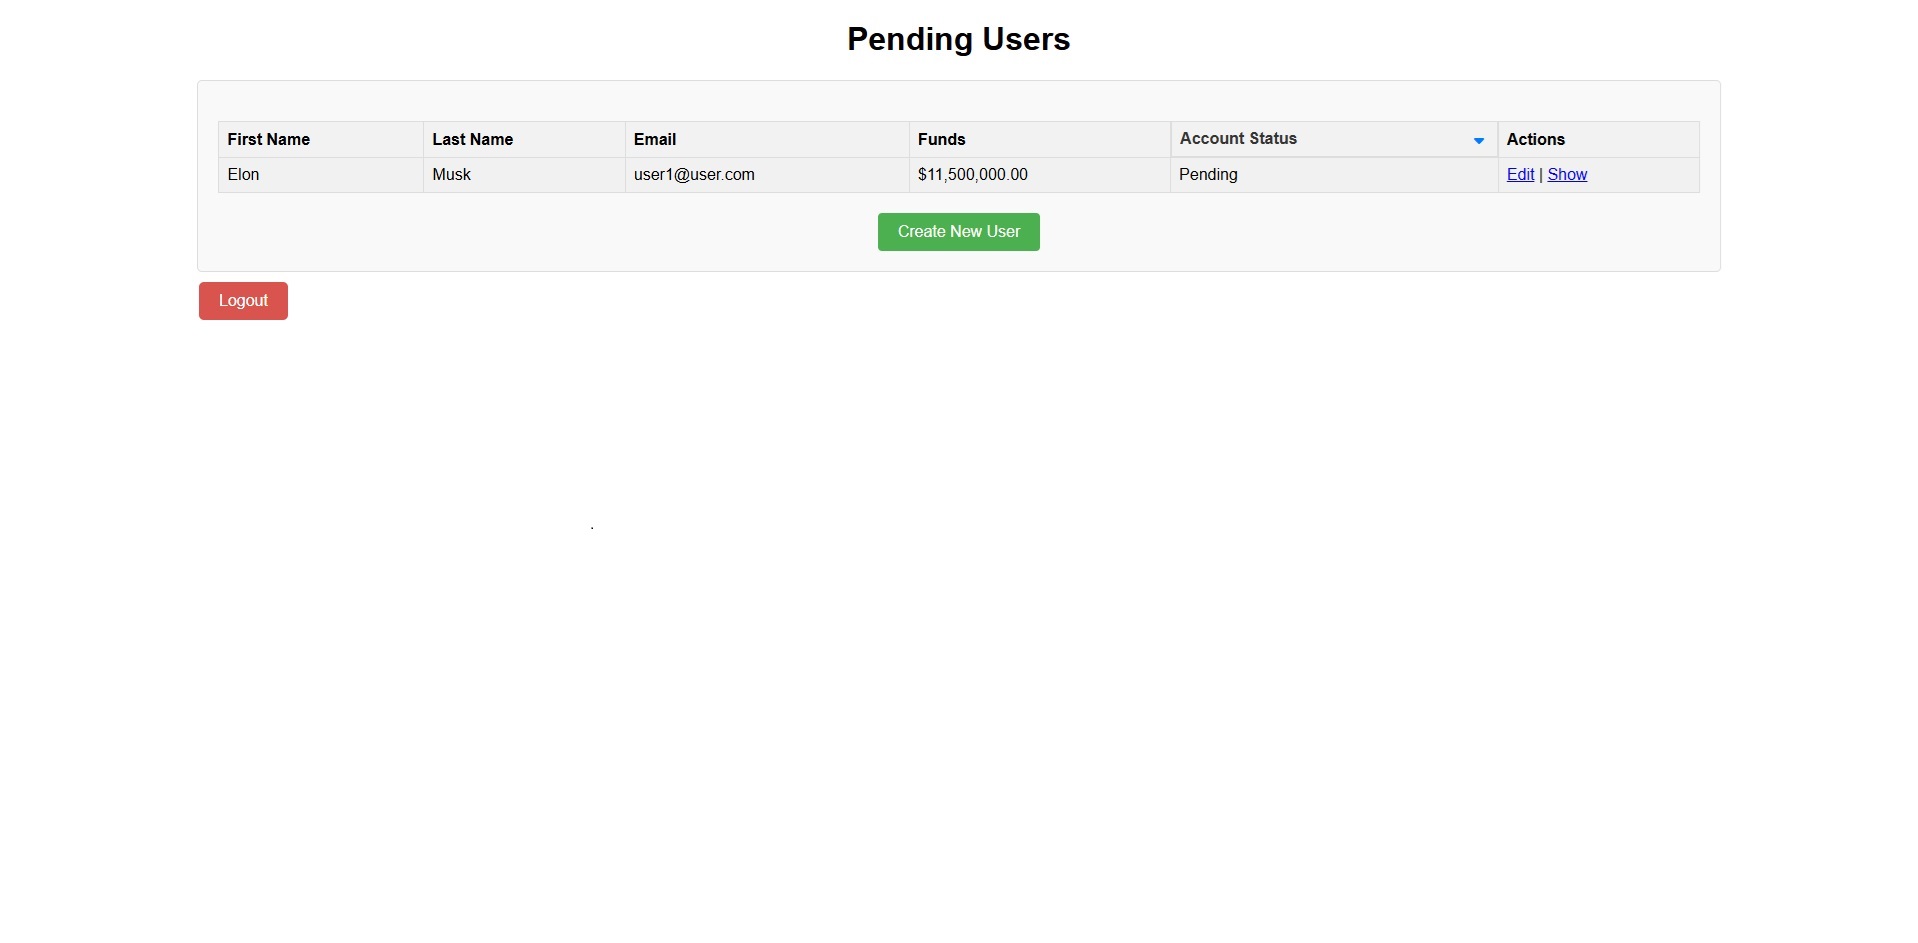 Pending Users
First Name Last Name Email Funds Account Status Actions
Elon Musk user1@user.com $11,500,000.00 Pending Edit | Show
Create New User
Logout
.